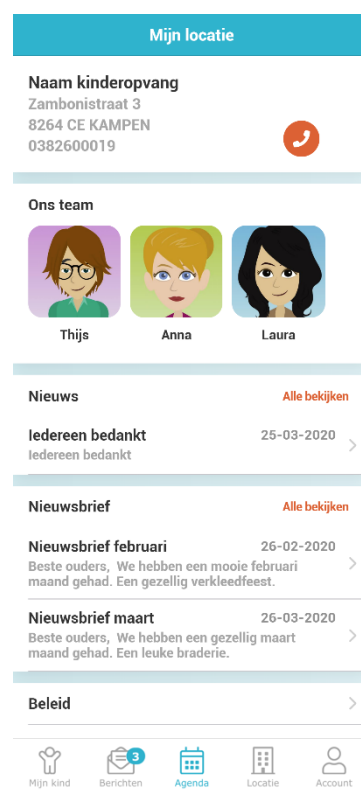 Mijn locatie
Naam kinderopvang
Zambonistraat 3
8264 CE KAMPEN
0382600019
Ons team
Thijs
Anna
Laura
Nieuws
Alle bekijken
Iedereen bedankt
25-03-2020
Iedereen bedankt
Nieuwsbrief
Alle bekijken
Nieuwsbrief februari
26-02-2020
Beste ouders,  We hebben een mooie februari
maand gehad. Een gezellig verkleedfeest.
Nieuwsbrief maart
26-03-2020
Beste ouders,  We hebben een gezellig maart
maand gehad. Een leuke braderie.
Beleid
3
Mijn kind
Berichten
Agenda
Locatie
Account